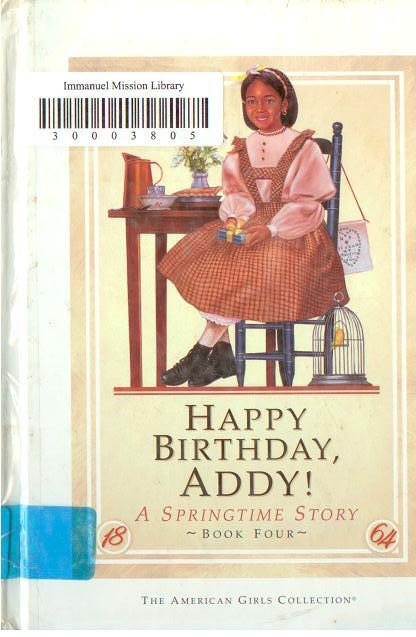 Immanuel Mission Library
30003805
HAPPY
BIRTHDAY,
ADDY!
A SPRINGTIME STORY
~BOOK FOUR~
18
64
THE AMERICAN GIRLS COLLECTION®